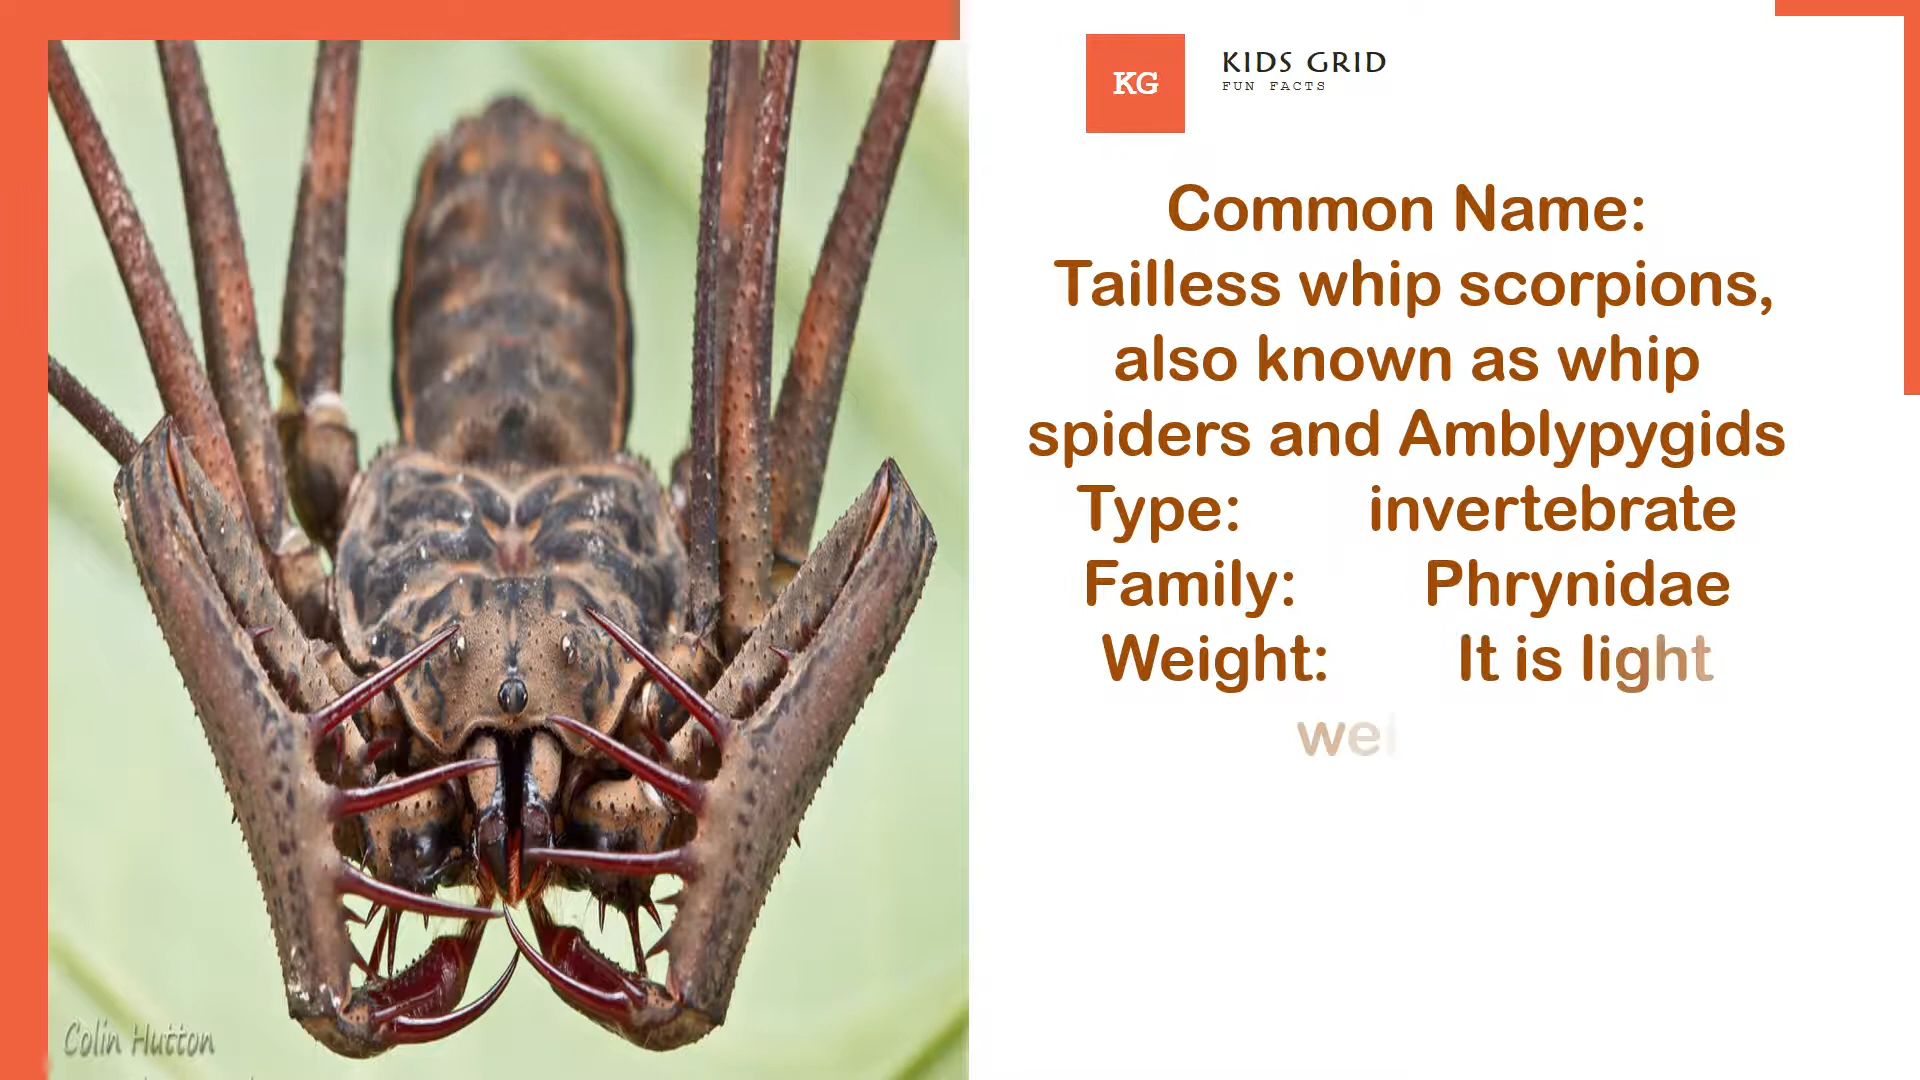 KG
KIDS GRID
FUN FACTS
Common Name:
Tailless whip scorpions,
also known as whip
spiders and Amblypygids
Type: invertebrate
Family: Phrynidae
Weight: It is light
wei
Colin Hutton